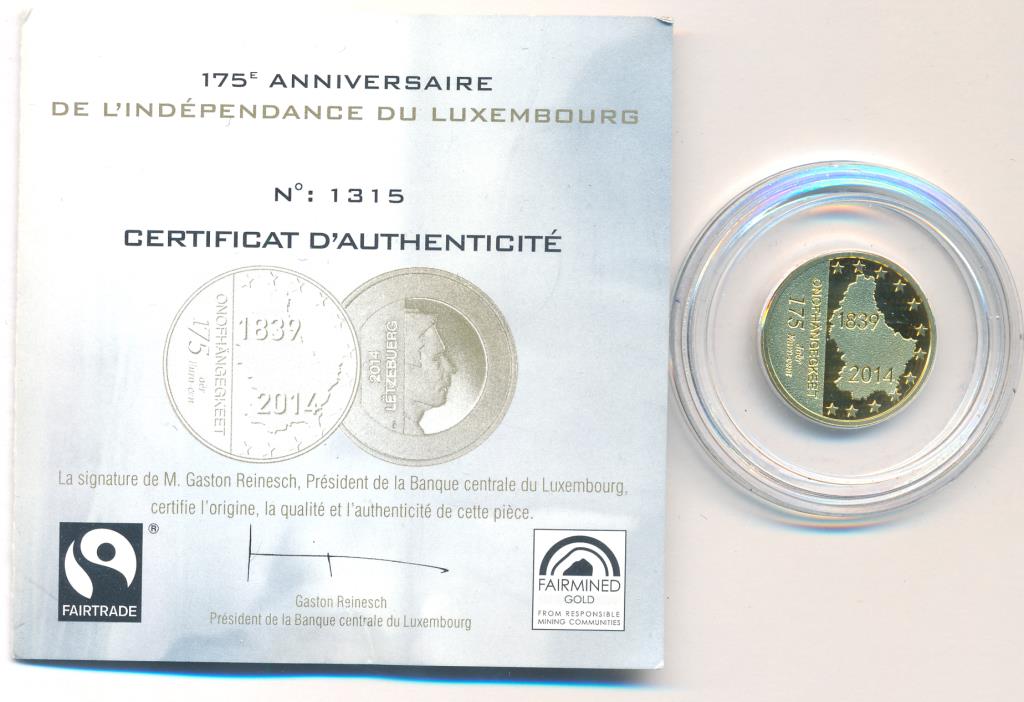 175E ANNIVERSAIRE
DE L'INDÉPENDANCE DU LUXEMBOURG
N°: 1315
CERTIFICAT D'AUTHENTICITÉ
ONOFHÄNGEGKEET
175
1839
2014
2014
LËTZEBUERG
La signature de M. Gaston Reinesch, Président de la Banque centrale du Luxembourg,
certifie l'origine, la qualité et l'authenticité de cette pièce.
®
FAIRTRADE
Gaston Reinesch
Président de la Banque centrale du Luxembourg
FAIRMINED
GOLD
FROM RESPONSIBLE
MINING COMMUNITIES
ONOFHÄNGEGKEET
175
Joër
1839
2014